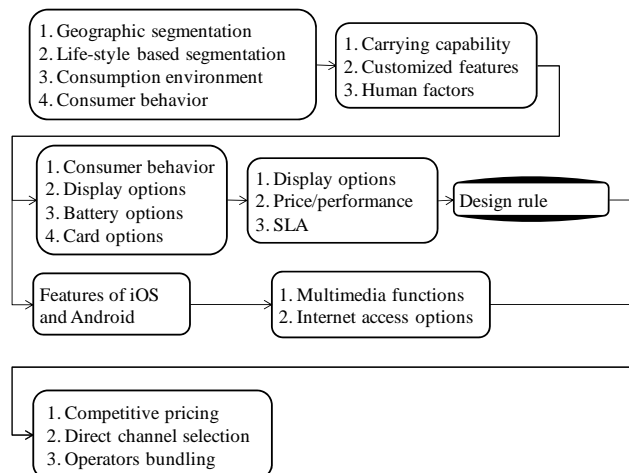 1. Geographic segmentation
2. Life-style based segmentation
3. Consumption environment
4. Consumer behavior
1. Carrying capability
2. Customized features
3. Human factors
1. Consumer behavior
2. Display options
3. Battery options
4. Card options
1. Display options
2. Price/performance
3. SLA
Design rule
Features of iOS
and Android
1. Multimedia functions
2. Internet access options
1. Competitive pricing
2. Direct channel selection
3. Operators bundling